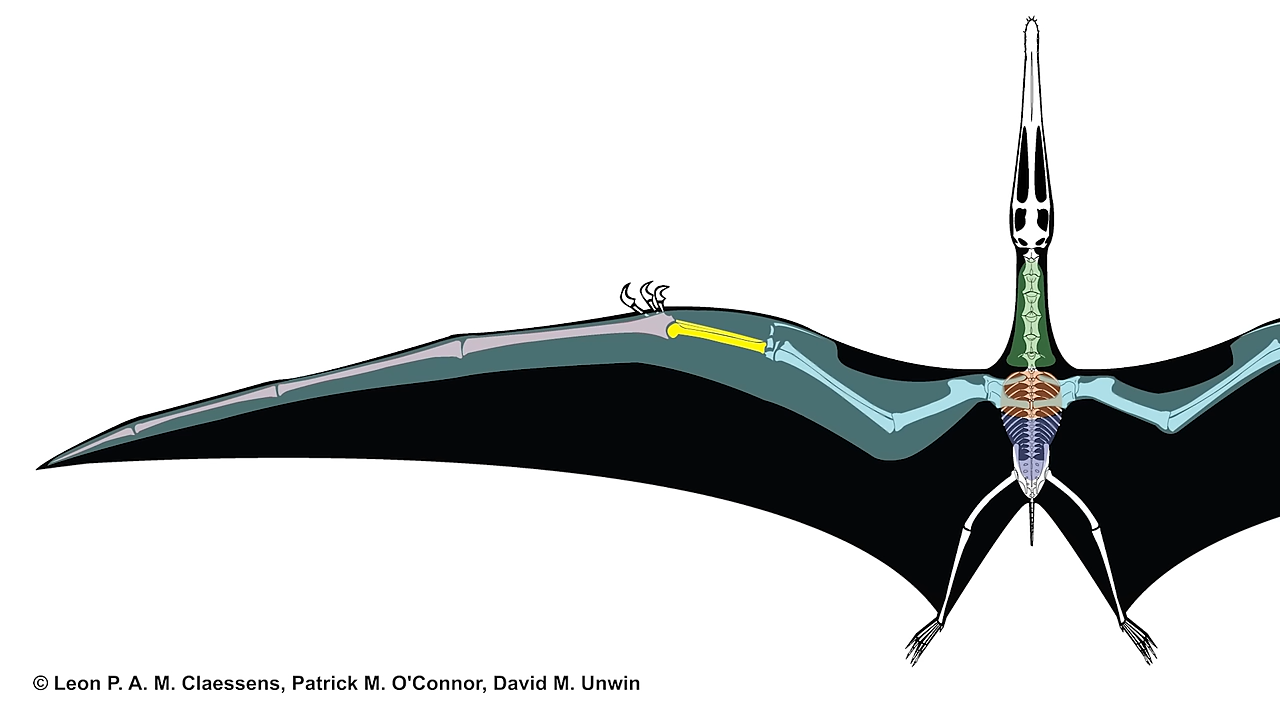 © Leon P. A. M. Claessens, Patrick M. O'Connor, David M. Unwin